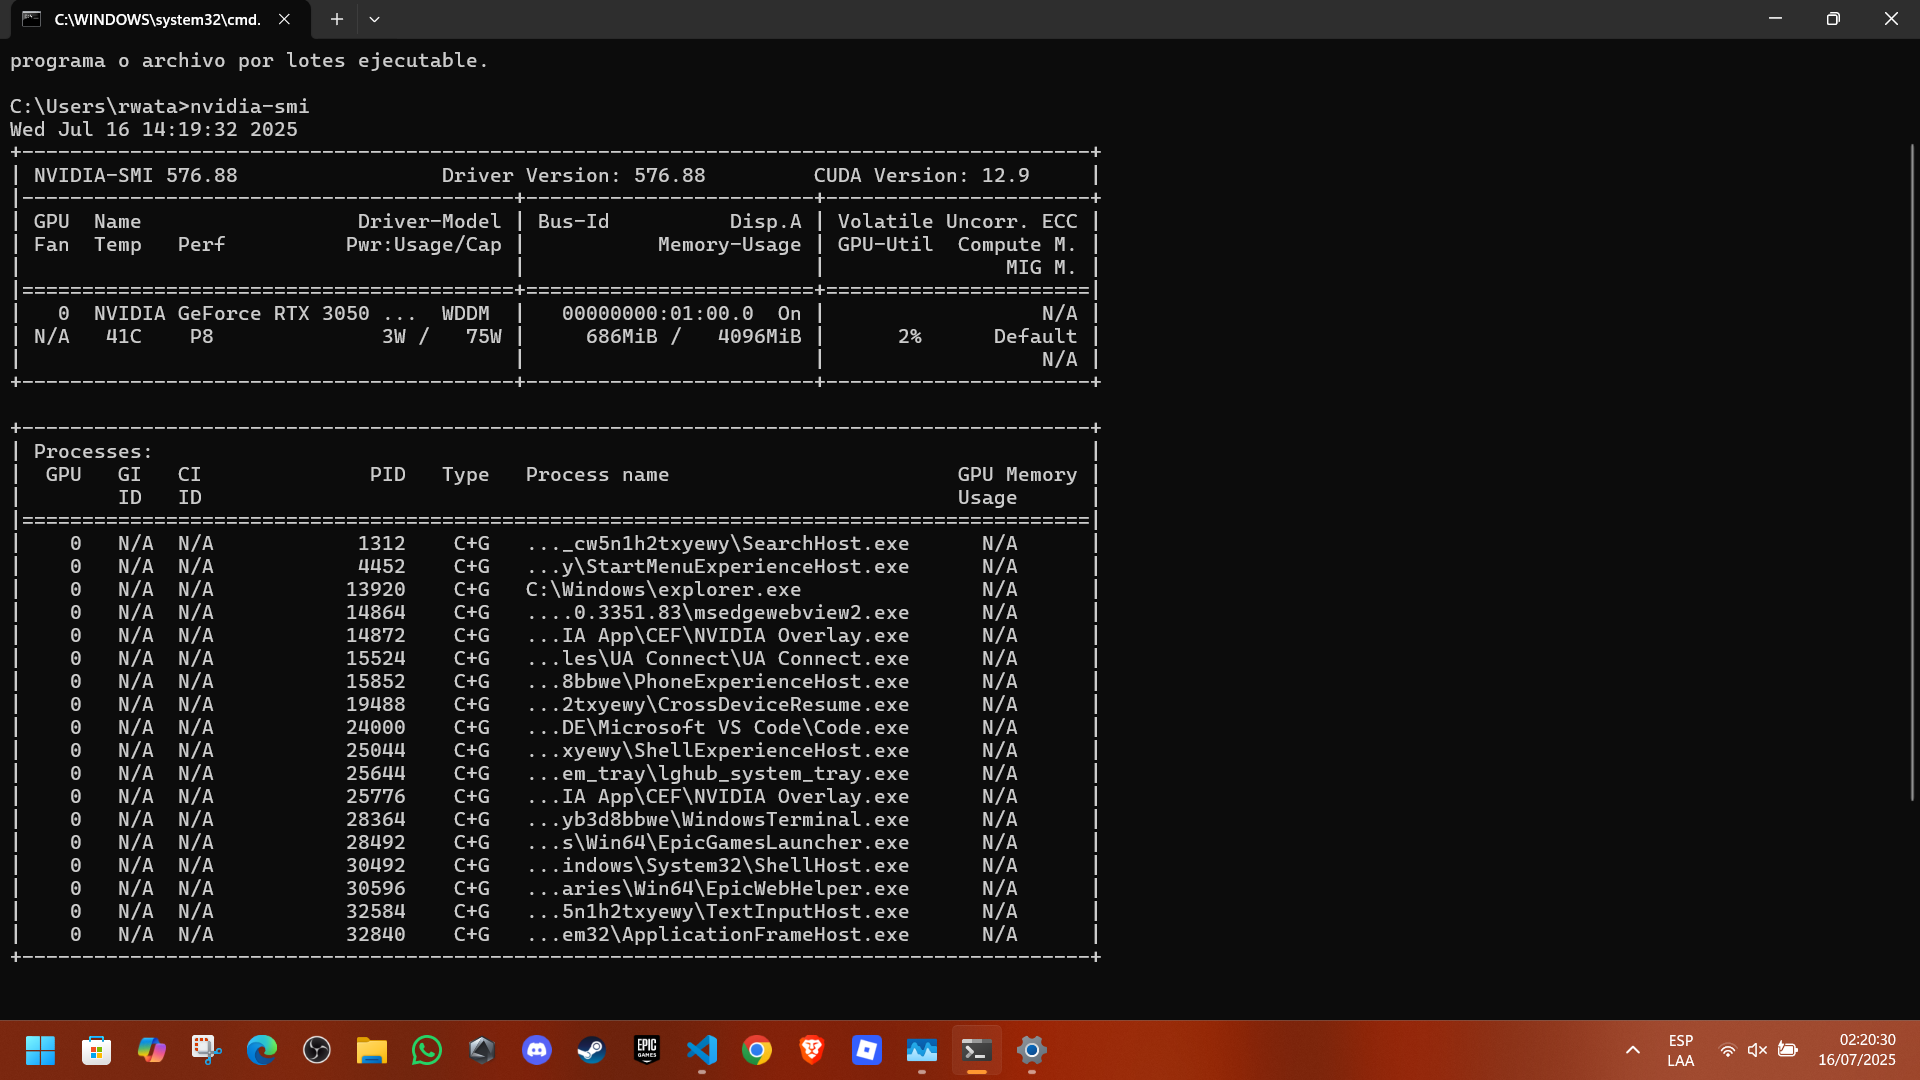 C:\WINDOWS\system32\cmd.
programa o archivo por lotes ejecutable.
C:\Users\rwata>nvidia-smi
Wed Jul 16 14:19:32 2025
+-----------------------------------------------------------------------------------------+
| NVIDIA-SMI 576.88                 Driver Version: 576.88         CUDA Version: 12.9     |
|-----------------------------------------+------------------------+----------------------+
| GPU  Name                  Driver-Model | Bus-Id          Disp.A | Volatile Uncorr. ECC |
| Fan  Temp   Perf          Pwr:Usage/Cap |           Memory-Usage | GPU-Util  Compute M. |
|                                         |                        |               MIG M. |
|=========================================+========================+======================|
|   0  NVIDIA GeForce RTX 3050 ...  WDDM  |   00000000:01:00.0  On |                  N/A |
| N/A   41C    P8              3W /   75W |     686MiB /   4096MiB |      2%      Default |
|                                         |                        |                  N/A |
+-----------------------------------------+------------------------+----------------------+
+-----------------------------------------------------------------------------------------+
| Processes:                                                                              |
|  GPU   GI   CI              PID   Type   Process name                        GPU Memory |
|        ID   ID                                                               Usage      |
|=========================================================================================|
|    0   N/A  N/A            1312    C+G   ..._cw5n1h2txyewy\SearchHost.exe      N/A      |
|    0   N/A  N/A            4452    C+G   ...y\StartMenuExperienceHost.exe      N/A      |
|    0   N/A  N/A           13920    C+G   C:\Windows\explorer.exe               N/A      |
|    0   N/A  N/A           14864    C+G   ....0.3351.83\msedgewebview2.exe      N/A      |
|    0   N/A  N/A           14872    C+G   ...IA App\CEF\NVIDIA Overlay.exe      N/A      |
|    0   N/A  N/A           15524    C+G   ...les\UA Connect\UA Connect.exe      N/A      |
|    0   N/A  N/A           15852    C+G   ...8bbwe\PhoneExperienceHost.exe      N/A      |
|    0   N/A  N/A           19488    C+G   ...2txyewy\CrossDeviceResume.exe      N/A      |
|    0   N/A  N/A           24000    C+G   ...DE\Microsoft VS Code\Code.exe      N/A      |
|    0   N/A  N/A           25044    C+G   ...xyewy\ShellExperienceHost.exe      N/A      |
|    0   N/A  N/A           25644    C+G   ...em_tray\lghub_system_tray.exe      N/A      |
|    0   N/A  N/A           25776    C+G   ...IA App\CEF\NVIDIA Overlay.exe      N/A      |
|    0   N/A  N/A           28364    C+G   ...yb3d8bbwe\WindowsTerminal.exe      N/A      |
|    0   N/A  N/A           28492    C+G   ...s\Win64\EpicGamesLauncher.exe      N/A      |
|    0   N/A  N/A           30492    C+G   ...indows\System32\ShellHost.exe      N/A      |
|    0   N/A  N/A           30596    C+G   ...aries\Win64\EpicWebHelper.exe      N/A      |
|    0   N/A  N/A           32584    C+G   ...5n1h2txyewy\TextInputHost.exe      N/A      |
|    0   N/A  N/A           32840    C+G   ...em32\ApplicationFrameHost.exe      N/A      |
+-----------------------------------------------------------------------------------------+
EPIC
GAMES
ESP
LAA
02:20:30
16/07/2025